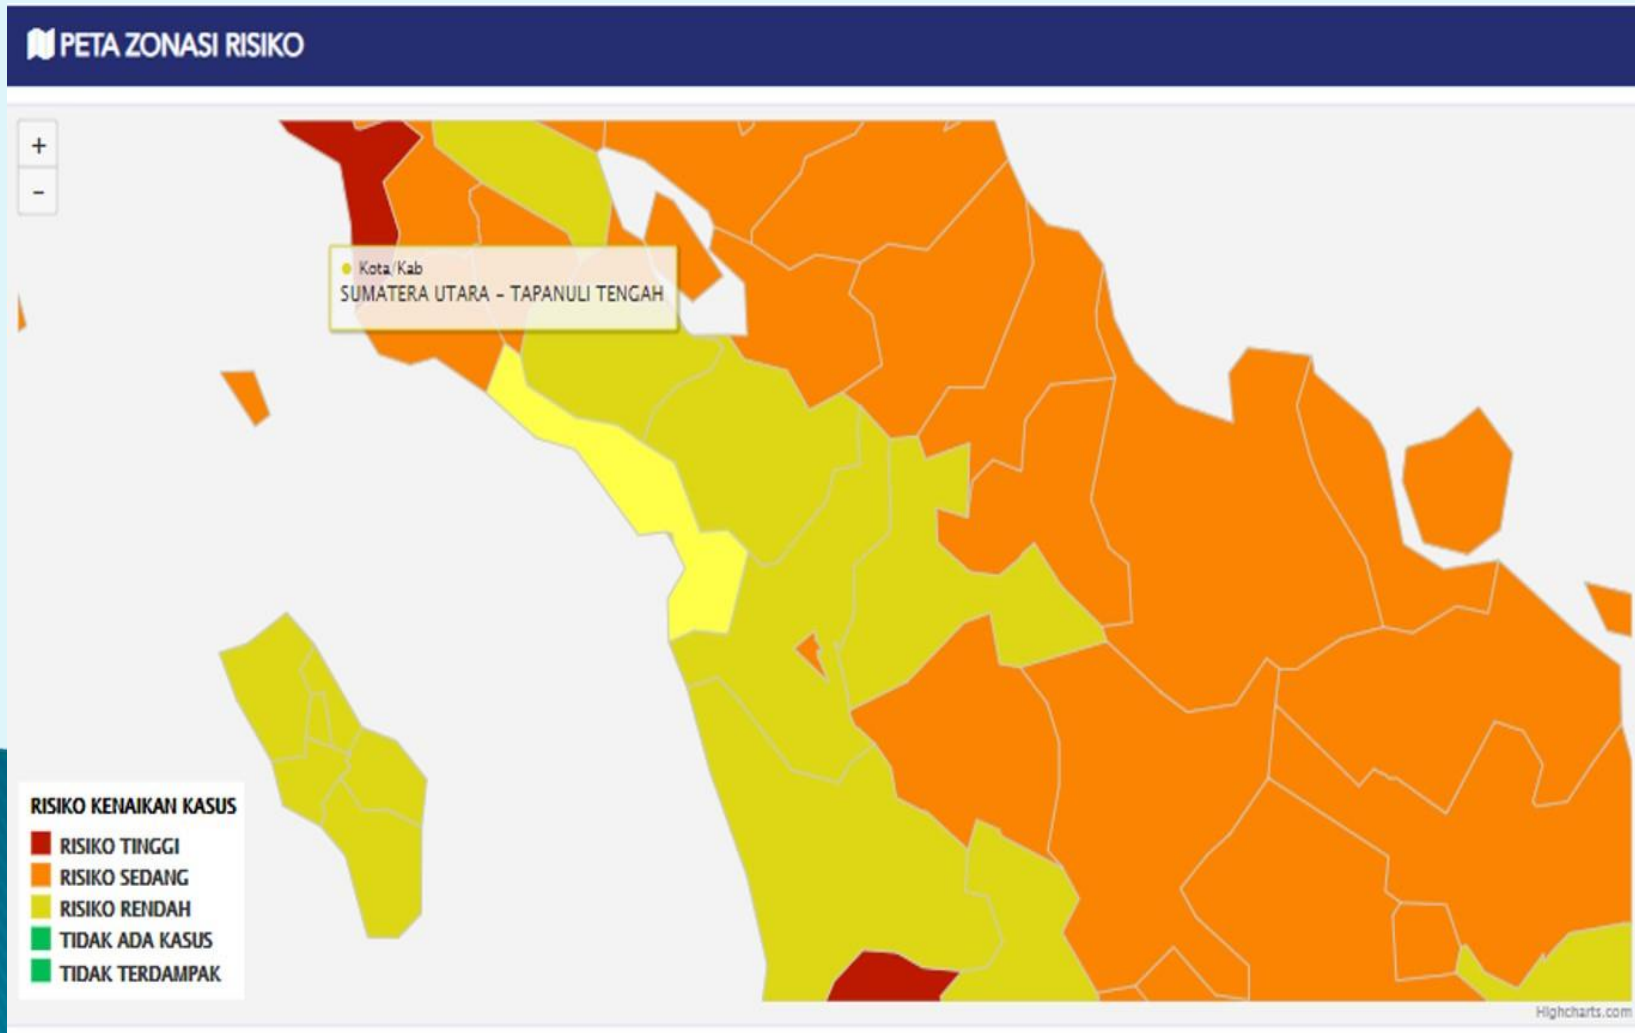 PETA ZONASI RISIKO
+
-
Kota/Kab
SUMATERA UTARA - TAPANULI TENGAH
RISIKO KENAIKAN KASUS
RISIKO TINGGI
RISIKO SEDANG
RISIKO RENDAH
TIDAK ADA KASUS
TIDAK TERDAMPAK
Highcharts.com